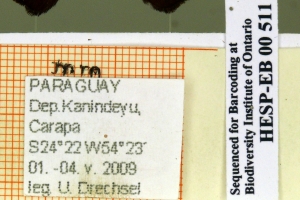 mm
PARAGUAY
Dep.Kanindeyu,
Carapa
S24°22 W54°23'
01. -04. v. 2009
leg. U. Drechsel
Sequenced for Barcoding at
Biodiversity Institute of Ontario
HESP-EB 00 511